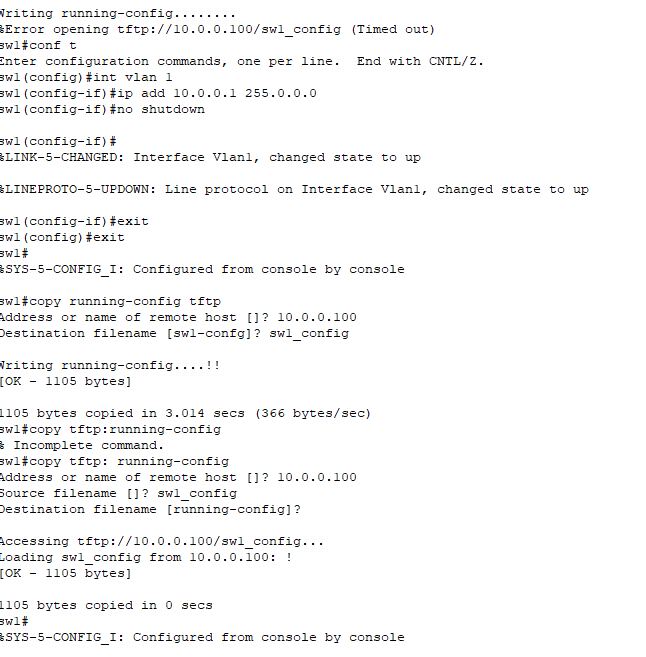 Writing running-config........
%Error opening tftp://10.0.0.100/sw1_config (Timed out)
sw1#conf t
Enter configuration commands, one per line.  End with CNTL/Z.
sw1(config)#int vlan 1
sw1(config-if)#ip add 10.0.0.1 255.0.0.0
sw1(config-if)#no shutdown
sw1(config-if)#
%LINK-5-CHANGED: Interface Vlan1, changed state to up
%LINEPROTO-5-UPDOWN: Line protocol on Interface Vlan1, changed state to up
sw1(config-if)#exit
sw1(config)#exit
sw1#
%SYS-5-CONFIG_I: Configured from console by console
sw1#copy running-config tftp
Address or name of remote host []? 10.0.0.100
Destination filename [sw1-confg]? sw1_config
Writing running-config....!!
[OK - 1105 bytes]
1105 bytes copied in 3.014 secs (366 bytes/sec)
sw1#copy tftp:running-config
% Incomplete command.
sw1#copy tftp: running-config
Address or name of remote host []? 10.0.0.100
Source filename []? sw1_config
Destination filename [running-config]?
Accessing tftp://10.0.0.100/sw1_config...
Loading sw1_config from 10.0.0.100: !
[OK - 1105 bytes]
1105 bytes copied in 0 secs
sw1#
%SYS-5-CONFIG_I: Configured from console by console